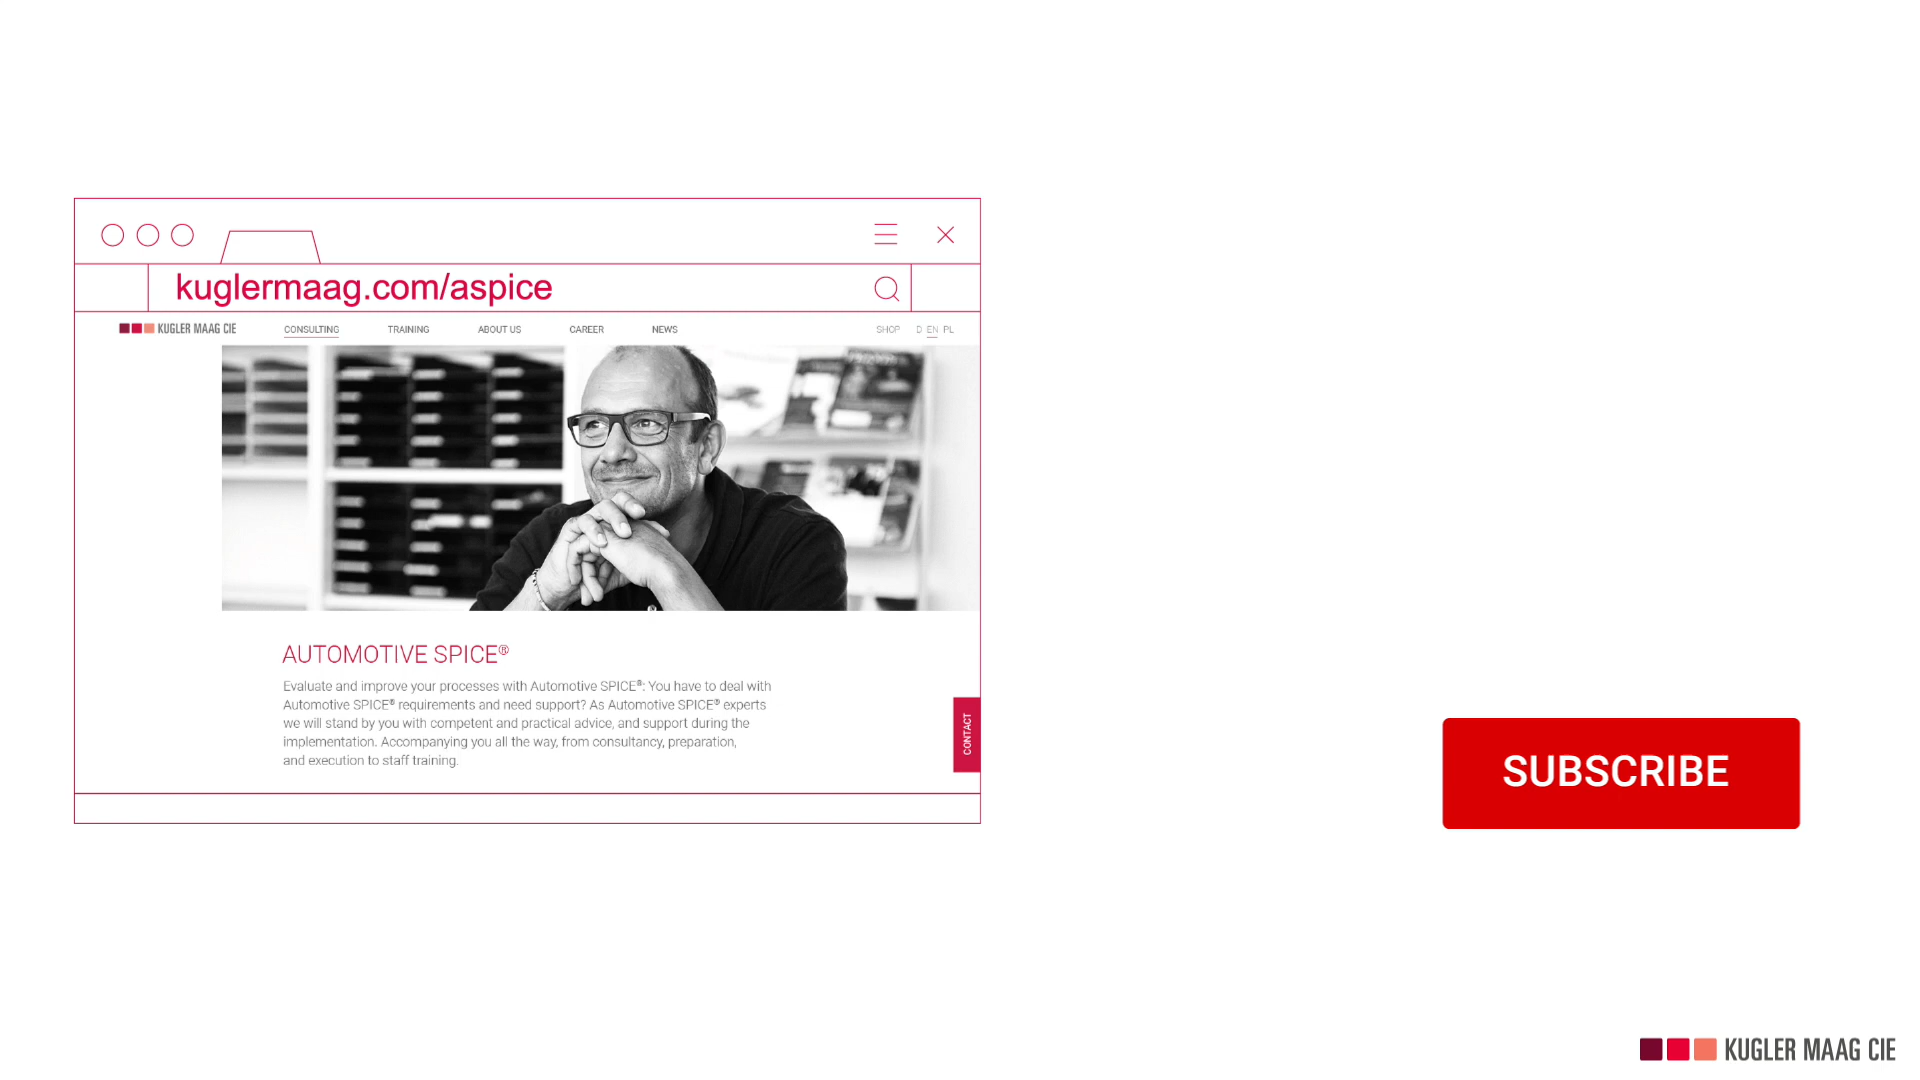 kuglermaag.com/aspice
KUGLER MAAG CIE CONSULTING TRAINING ABOUT US CAREER NEWS SHOP D EN PL
AUTOMOTIVE SPICE®
Evaluate and improve your processes with Automotive SPICE®: You have to deal with
Automotive SPICE® requirements and need support? As Automotive SPICE® experts
we will stand by you with competent and practical advice, and support during the
implementation. Accompanying you all the way, from consultancy, preparation,
and execution to staff training.
CONTACT
SUBSCRIBE
KUGLER MAAG CIE